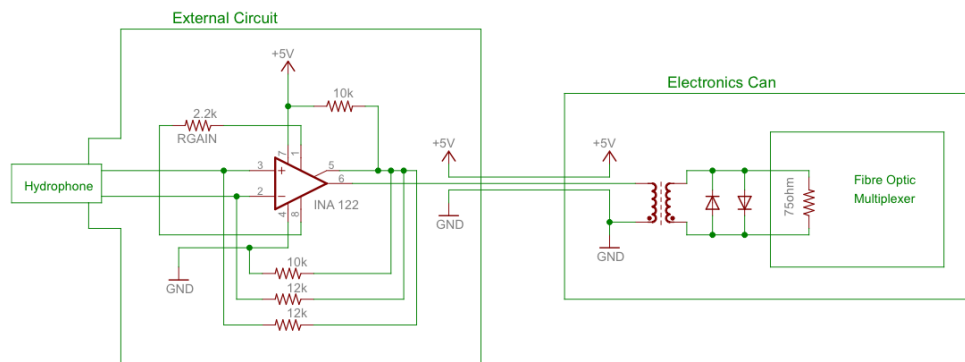 External Circuit
+5V
10k
2.2k
RGAIN
Hydrophone
3
2
7
1
+
-
5
6
4
8
INA 122
GND
10k
12k
12k
+5V
GND
Electronics Can
+5V
GND
75ohm
Fibre Optic
Multiplexer